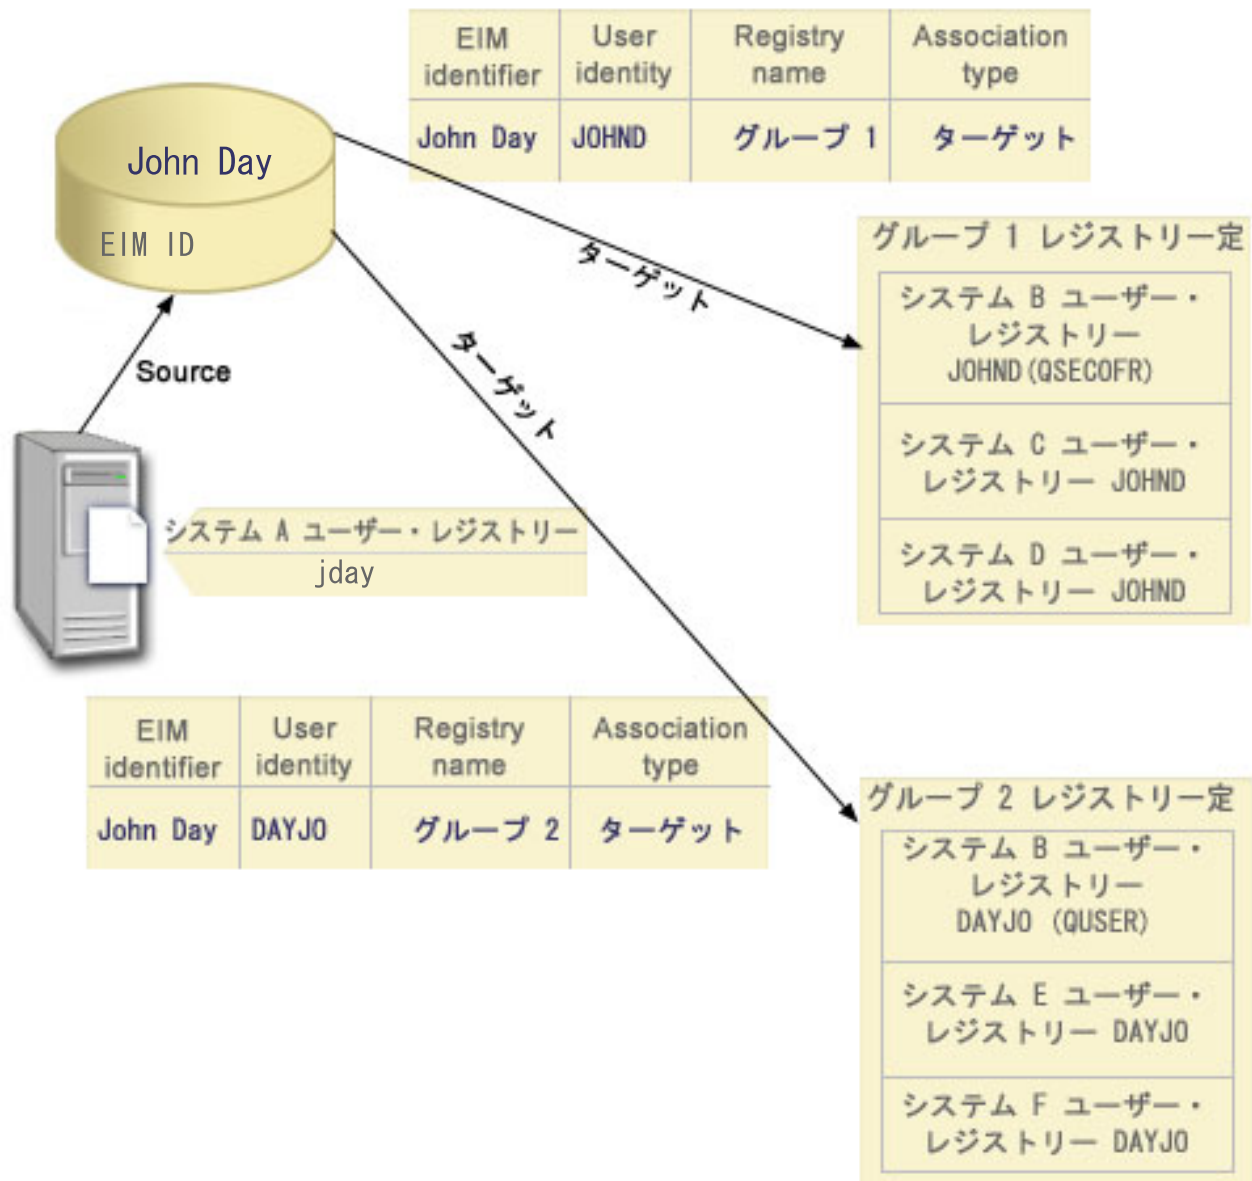 EIM identifier
User identity
Registry name
Association type
John Day
JOHND
グループ 1
ターゲット
John Day
EIM ID
ターゲット
ターゲット
Source
グループ 1 レジストリー定
システム B ユーザー・
レジストリー
JOHND(QSECOFR)
システム C ユーザー・
レジストリー JOHND
システム D ユーザー・
レジストリー JOHND
システム A ユーザー・レジストリー
jday
EIM identifier
User identity
Registry name
Association type
John Day
DAYJO
グループ 2
ターゲット
グループ 2 レジストリー定
システム B ユーザー・
レジストリー
DAYJO (QUSER)
システム E ユーザー・
レジストリー DAYJO
システム F ユーザー・
レジストリー DAYJO